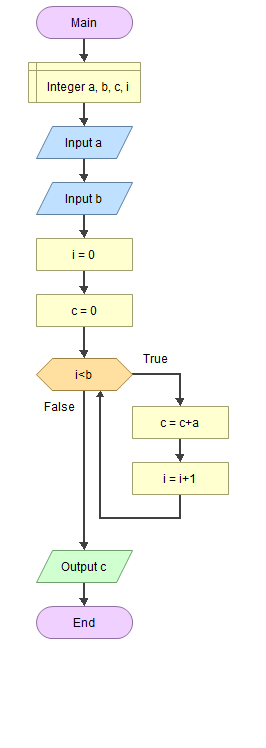 Main
Integer a, b, c, i
Input a
Input b
i = 0
c = 0
i<b
True
False
c = c+a
i = i+1
Output c
End